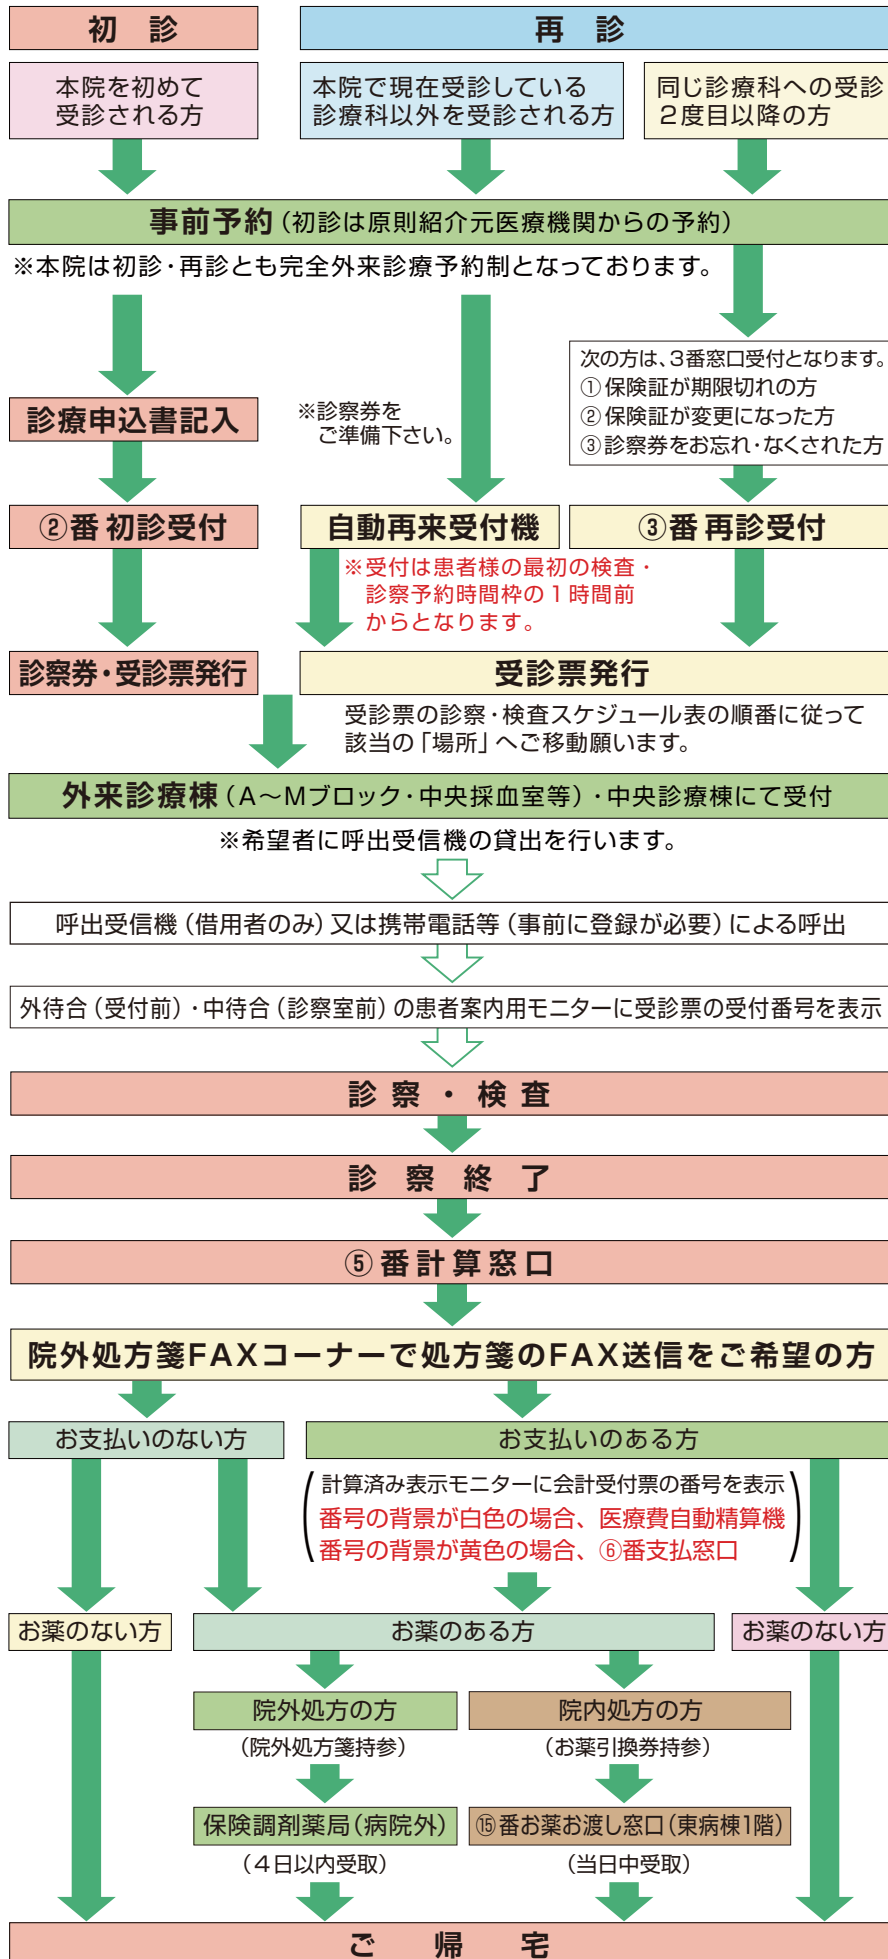 初 診
再 診
本院を初めて
受診される方
本院で現在受診している
診療科以外を受診される方
同じ診療科への受診
２度目以降の方
事前予約（初診は原則紹介元医療機関からの予約）
※本院は初診・再診とも完全外来診療予約制となっております。
次の方は、３番窓口受付となります。
①保険証が期限切れの方
②保険証が変更になった方
③診察券をお忘れ・なくされた方
診療申込書記入
※診察券を
ご準備下さい。
②番 初診受付
自動再来受付機
③番 再診受付
※受付は患者様の最初の検査・
診察予約時間枠の１時間前
からとなります。
診察券・受診票発行
受診票発行
受診票の診察・検査スケジュール表の順番に従って
該当の「場所」へご移動願います。
外来診療棟（A～Mブロック・中央採血室等）・中央診療棟にて受付
※希望者に呼出受信機の貸出を行います。
呼出受信機（借用者のみ）又は携帯電話等（事前に登録が必要）による呼出
外待合（受付前）・中待合（診察室前）の患者案内用モニターに受診票の受付番号を表示
診 察 ・ 検 査
診 察 終 了
⑤番計算窓口
院外処方箋FAXコーナーで処方箋のFAX送信をご希望の方
お支払いのない方
お支払いのある方
（計算済み表示モニターに会計受付票の番号を表示
番号の背景が白色の場合、医療費自動精算機
番号の背景が黄色の場合、⑥番支払窓口）
お薬のない方
お薬のある方
お薬のない方
院外処方の方
院内処方の方
（院外処方箋持参）
（お薬引換券持参）
保険調剤薬局（病院外）
⑮番お薬お渡し窓口（東病棟1階）
（４日以内受取）
（当日中受取）
ご 帰 宅